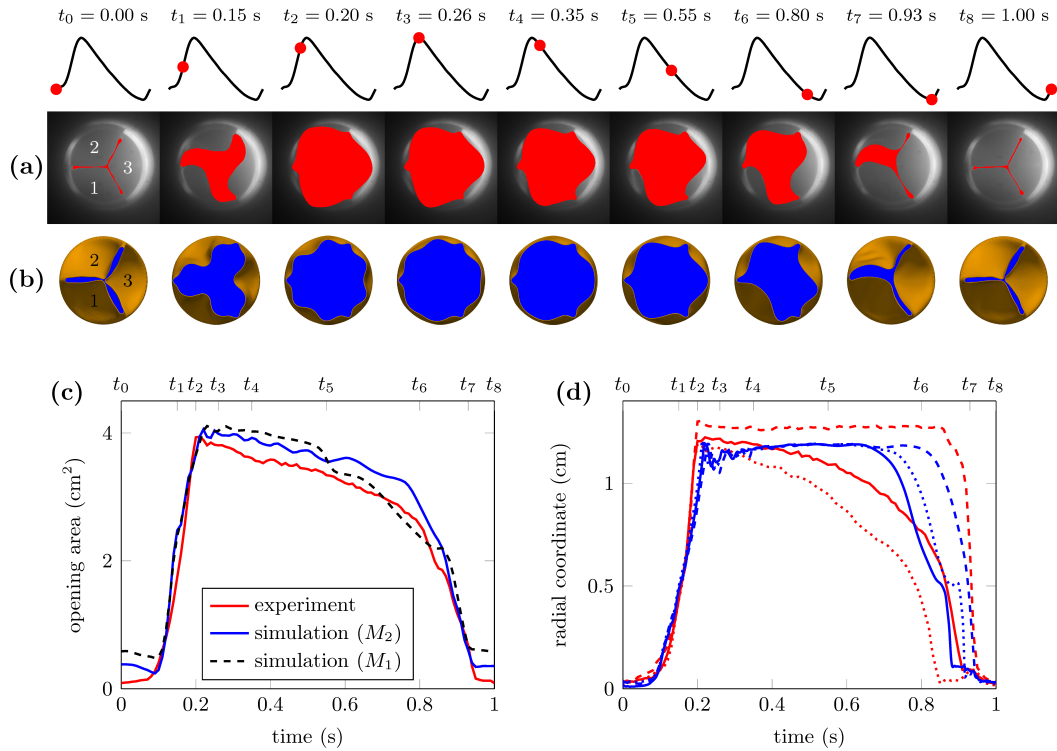 t₀ = 0.00 s t₁ = 0.15 s t₂ = 0.20 s t₃ = 0.26 s t₄ = 0.35 s t₅ = 0.55 s t₆ = 0.80 s t₇ = 0.93 s t₈ = 1.00 s
(a)
2
3
1
(b)
2
3
1
(c)
t₀ t₁ t₂ t₃ t₄ t₅ t₆ t₇ t₈
4
2
0
opening area (cm²)
experiment
simulation (M₂)
simulation (M₁)
0 0.2 0.4 0.6 0.8 1
time (s)
(d)
t₀ t₁ t₂ t₃ t₄ t₅ t₆ t₇ t₈
1
0.5
0
radial coordinate (cm)
0 0.2 0.4 0.6 0.8 1
time (s)